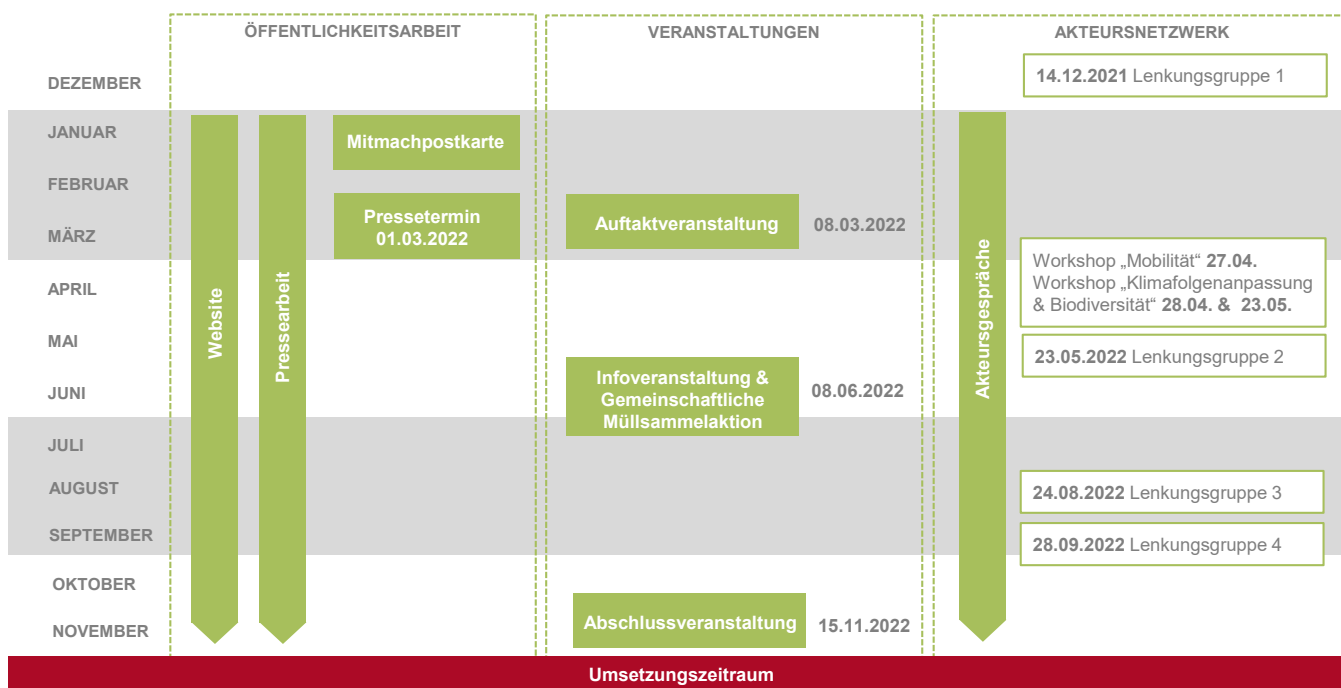 ÖFFENTLICHKEITSARBEIT
VERANSTALTUNGEN
AKTEURSNETZWERK
DEZEMBER
14.12.2021 Lenkungsgruppe 1
JANUAR
Mitmachpostkarte
FEBRUAR
MÄRZ
Pressetermin
01.03.2022
Auftaktveranstaltung
08.03.2022
Website
Pressearbeit
Akteursgespräche
APRIL
Workshop „Mobilität“ 27.04.
Workshop „Klimafolgenanpassung
& Biodiversität“ 28.04. & 23.05.
MAI
23.05.2022 Lenkungsgruppe 2
JUNI
Infoveranstaltung &
Gemeinschaftliche
Müllsammelaktion
08.06.2022
JULI
AUGUST
24.08.2022 Lenkungsgruppe 3
SEPTEMBER
28.09.2022 Lenkungsgruppe 4
OKTOBER
NOVEMBER
Abschlussveranstaltung
15.11.2022
Umsetzungszeitraum